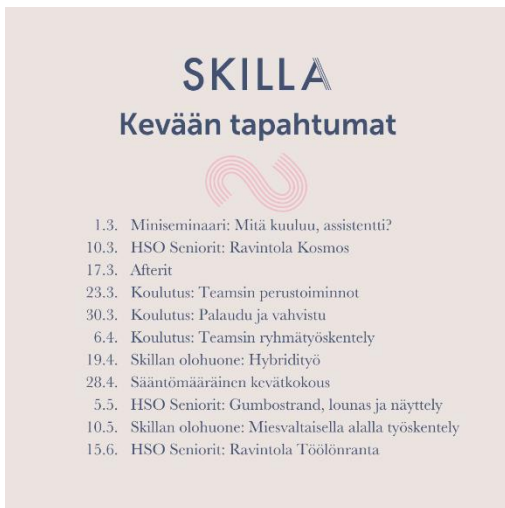 SKILLA
Kevään tapahtumat
1.3. Miniseminaari: Mitä kuuluu, assistentti?
10.3. HSO Seniorit: Ravintola Kosmos
17.3. Afterit
23.3. Koulutus: Teamsin perustoiminnot
30.3. Koulutus: Palaudu ja vahvistu
6.4. Koulutus: Teamsin ryhmätyöskentely
19.4. Skillan olohuone: Hybridityö
28.4. Sääntömääräinen kevätkokous
5.5. HSO Seniorit: Gumbostrand, lounas ja näyttely
10.5. Skillan olohuone: Miesvaltaisella alalla työskentely
15.6. HSO Seniorit: Ravintola Töölönranta